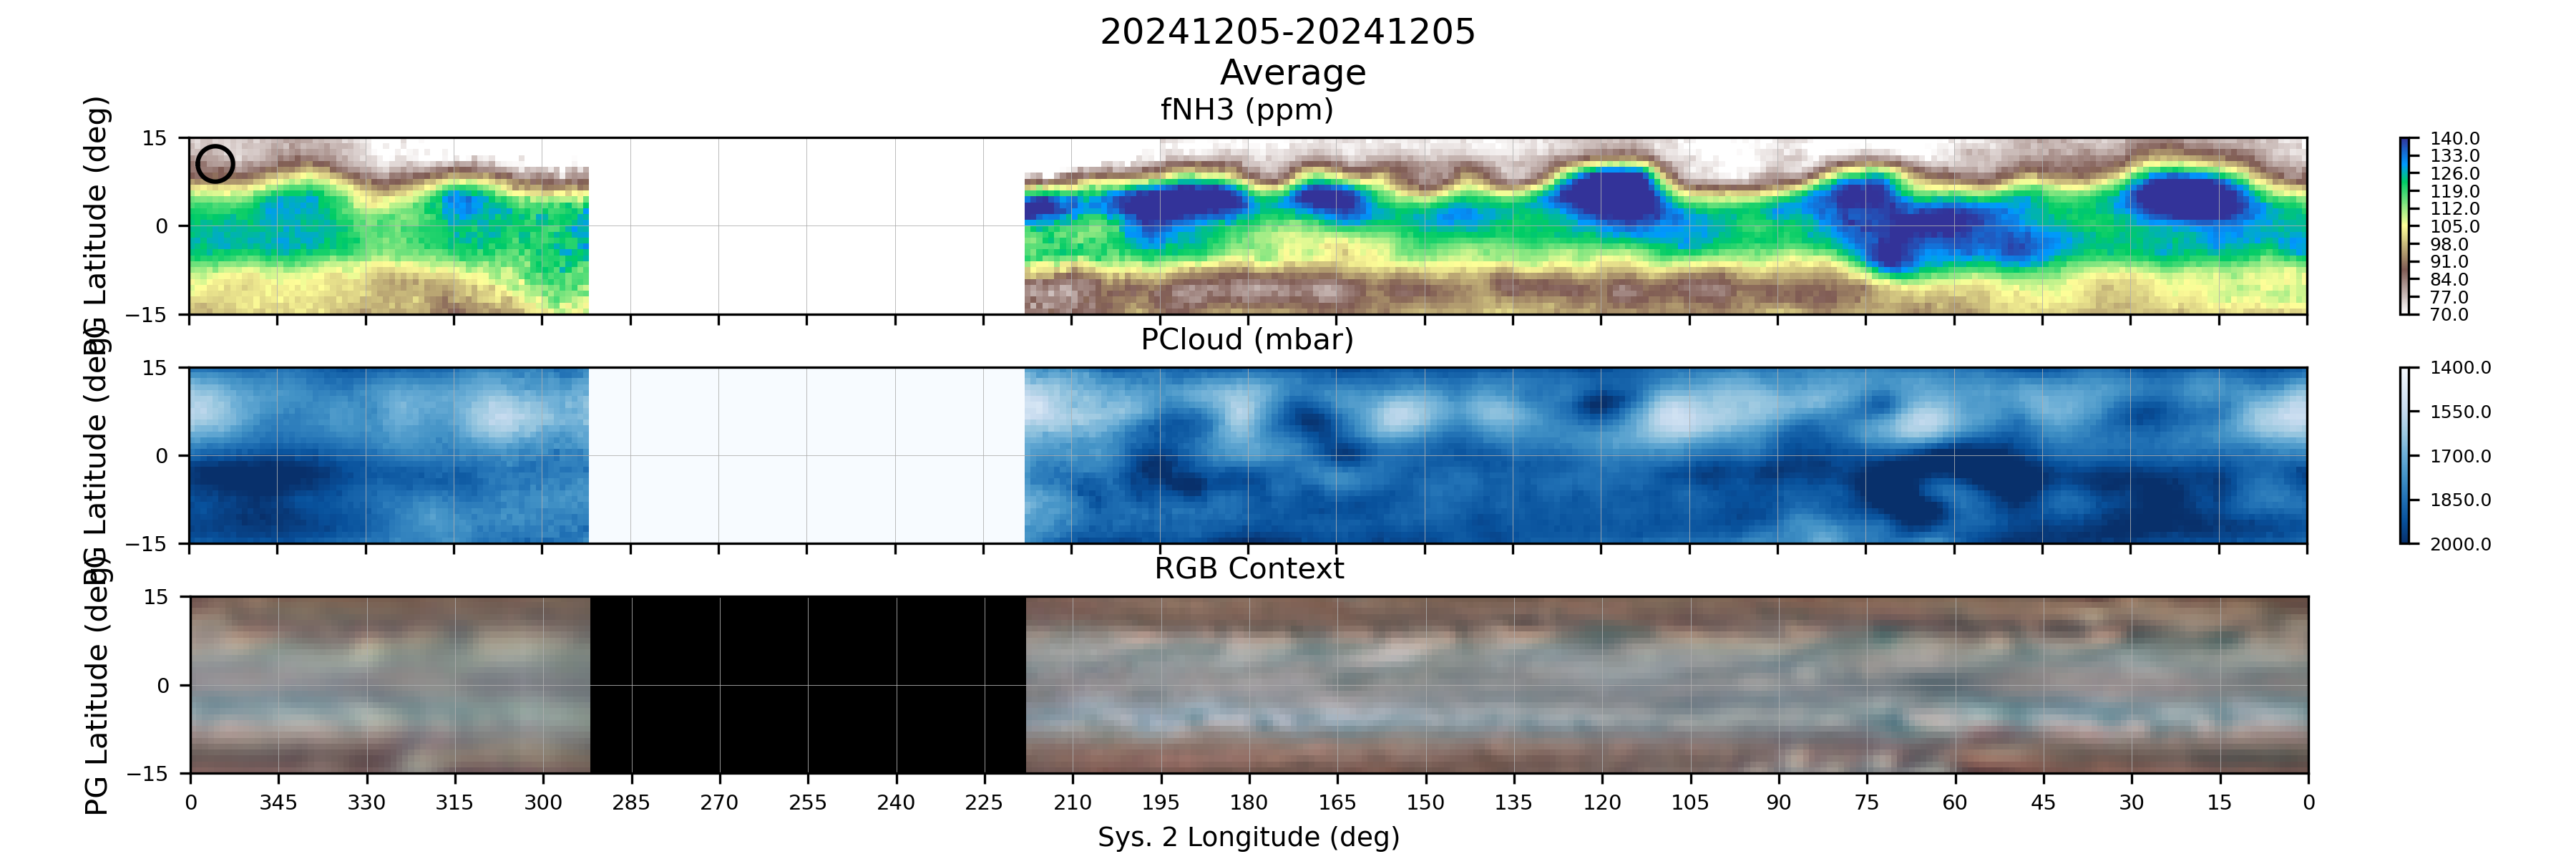 20241205-20241205
Average
fNH3 (ppm)
PG Latitude (deg)
15
0
−15
140.0
133.0
126.0
119.0
112.0
105.0
98.0
91.0
84.0
77.0
70.0
PCloud (mbar)
PG Latitude (deg)
15
0
−15
1400.0
1550.0
1700.0
1850.0
2000.0
RGB Context
PG Latitude (deg)
15
0
−15
0 345 330 315 300 285 270 255 240 225 210 195 180 165 150 135 120 105 90 75 60 45 30 15 0
Sys. 2 Longitude (deg)